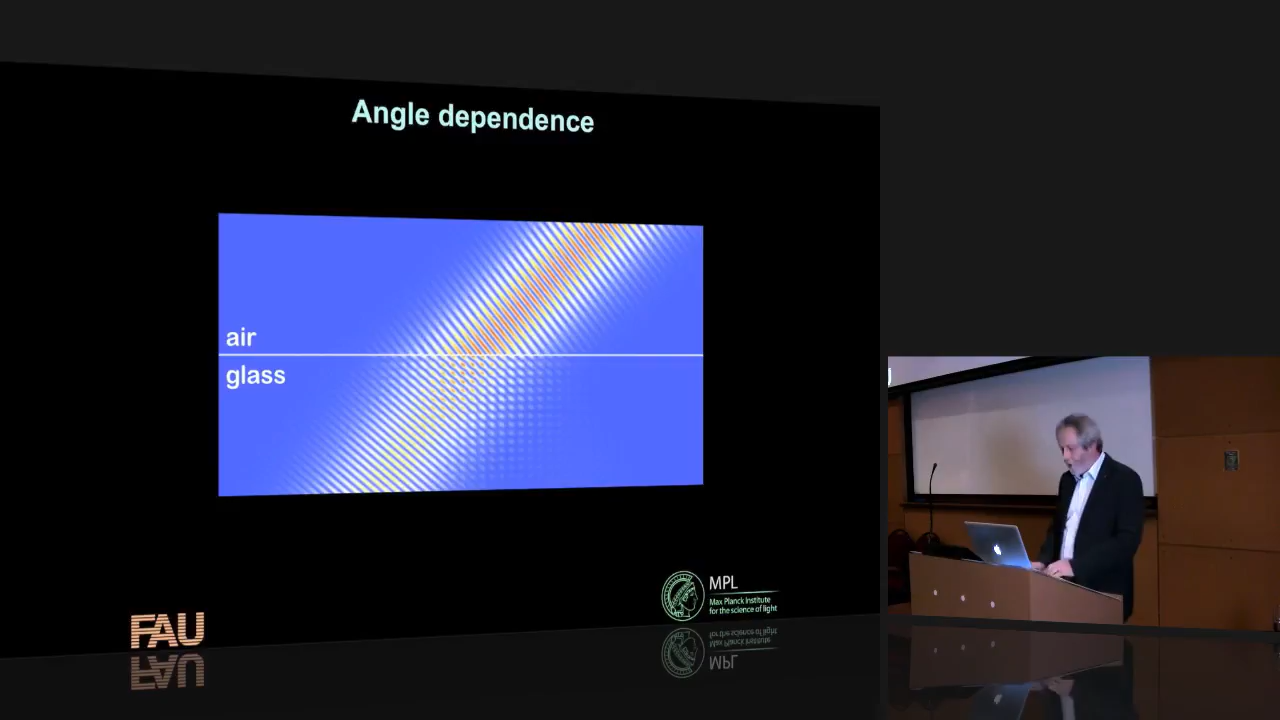 Angle dependence
air
glass
FAU
MPL
Max Planck Institute
for the science of light